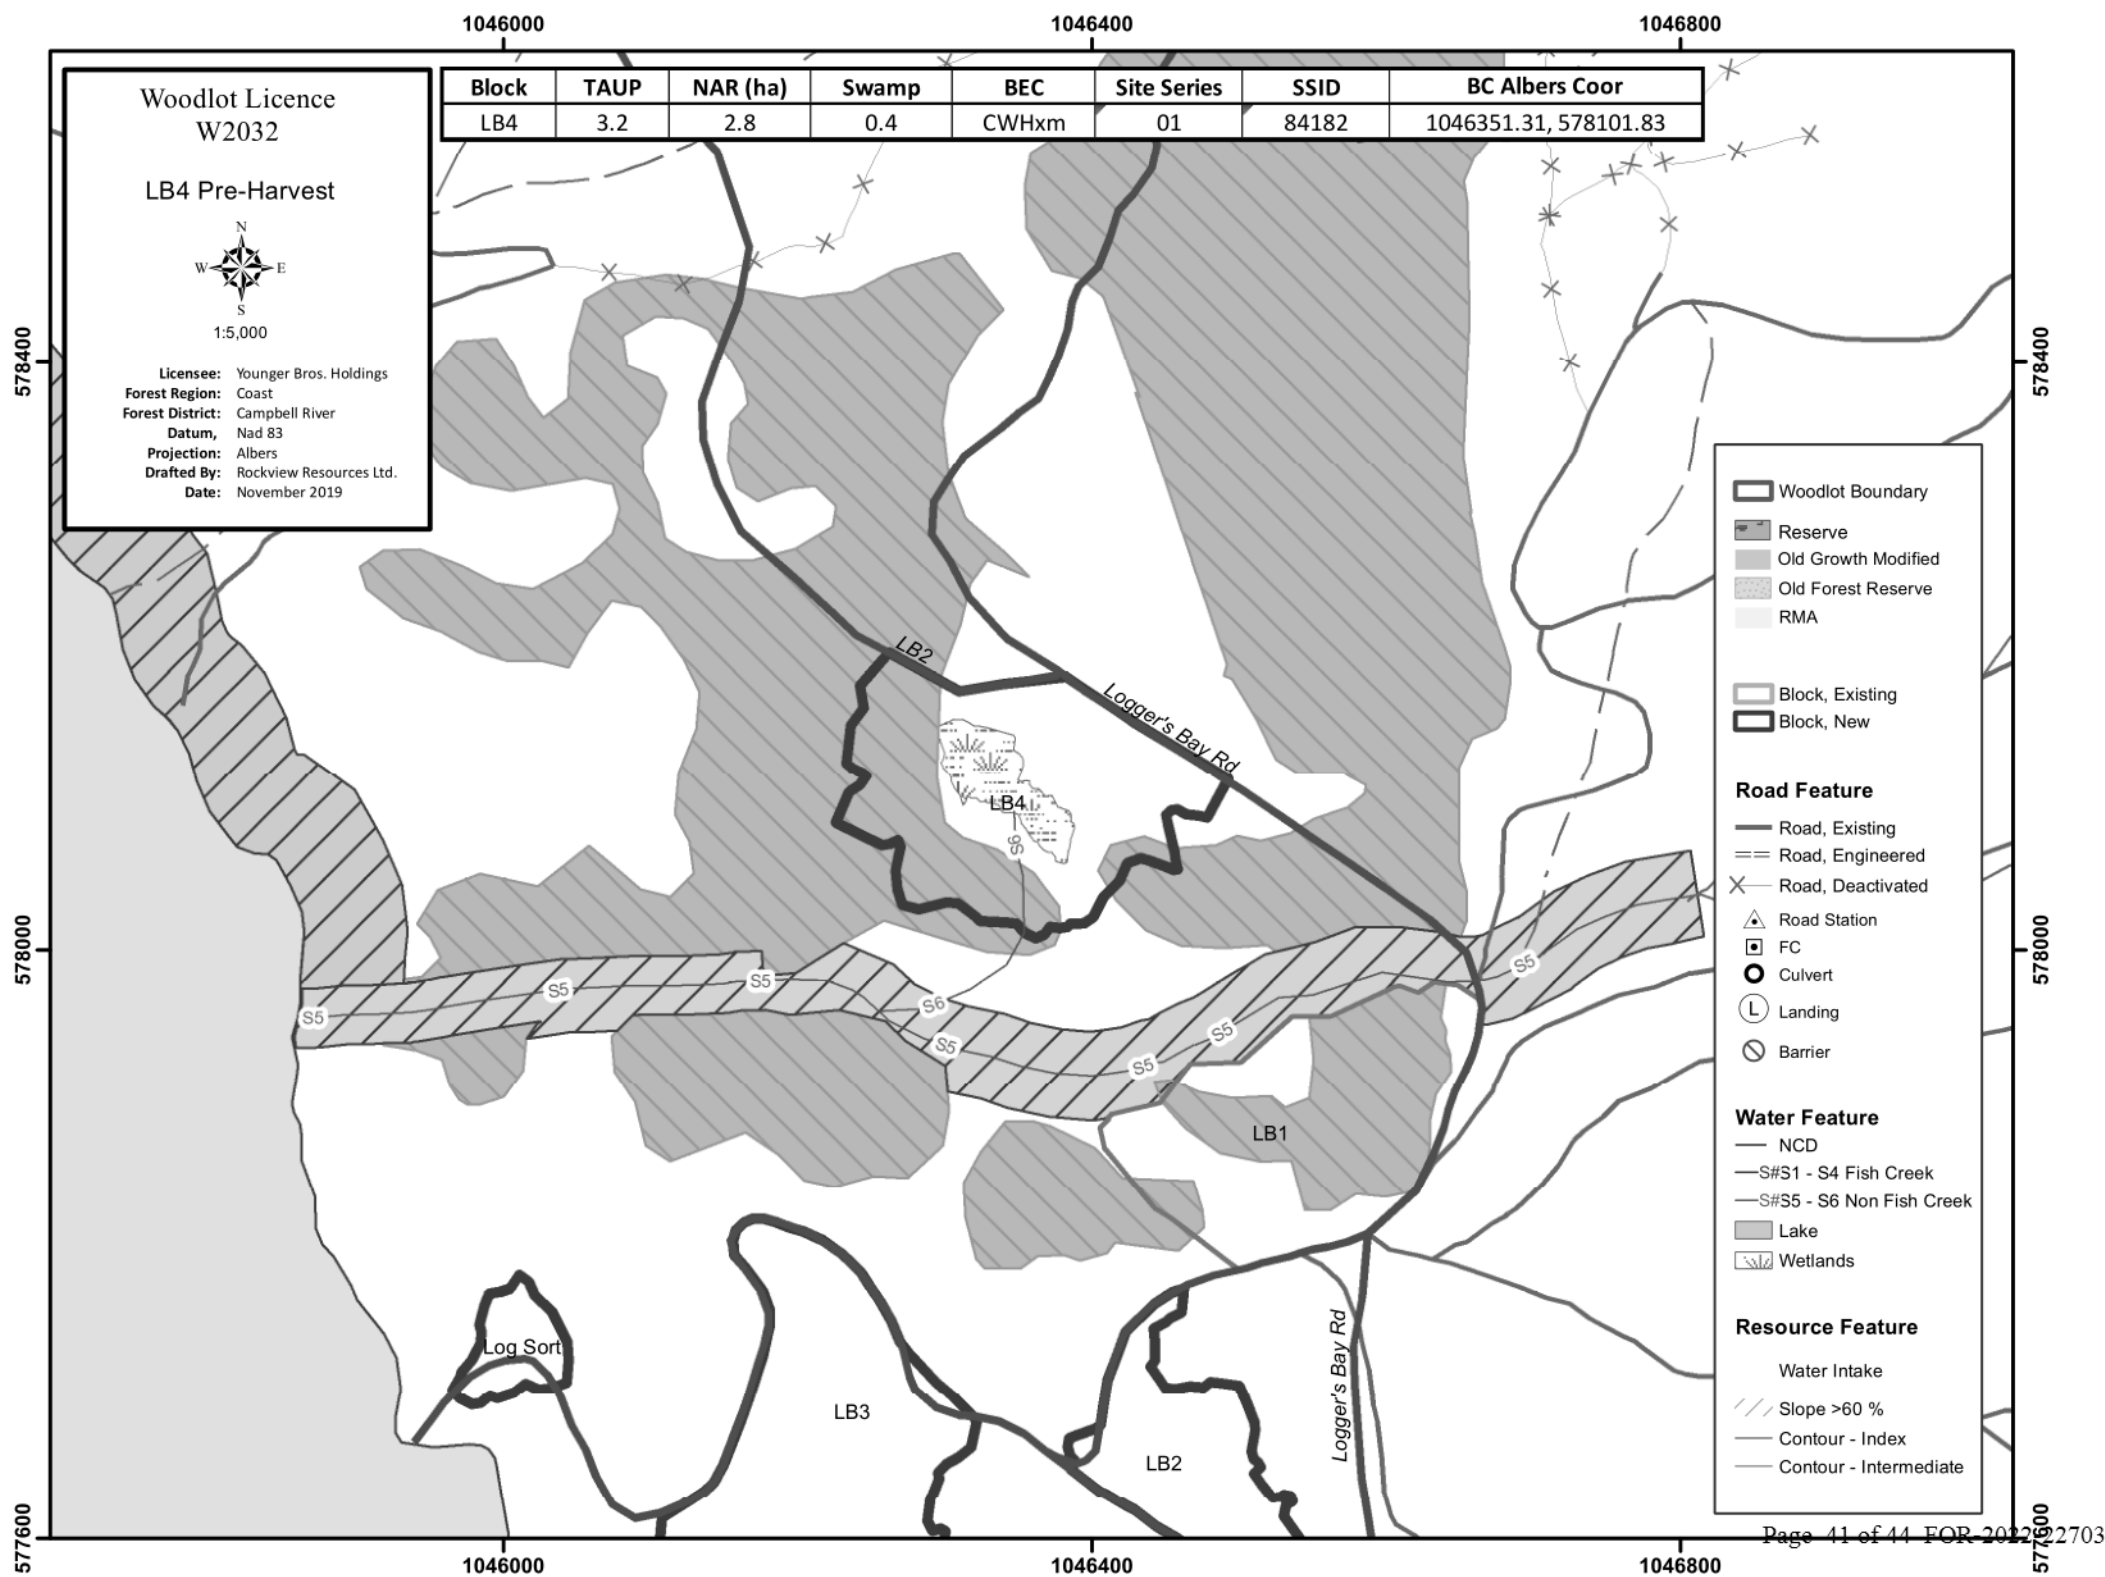 1046000 1046400 1046800
Woodlot Licence
W2032
LB4 Pre-Harvest
N
W E
S
1:5,000
Licensee: Younger Bros. Holdings
Forest Region: Coast
Forest District: Campbell River
Datum, Nad 83
Projection: Albers
Drafted By: Rockview Resources Ltd.
Date: November 2019
Block TAUP NAR (ha) Swamp BEC Site Series SSID BC Albers Coor
LB4 3.2 2.8 0.4 CWHxm 01 84182 1046351.31, 578101.83
578400 578400
LB2
Logger's Bay Rd
LB4
S6
578000 578000
S5
S5
S5
S6
S5
S5
S5
S5
LB1
Log Sort
LB3
LB2
Logger's Bay Rd
Woodlot Boundary
Reserve
Old Growth Modified
Old Forest Reserve
RMA
Block, Existing
Block, New
Road Feature
Road, Existing
Road, Engineered
Road, Deactivated
Road Station
FC
Culvert
L Landing
Barrier
Water Feature
NCD
S#S1 - S4 Fish Creek
S#S5 - S6 Non Fish Creek
Lake
Wetlands
Resource Feature
Water Intake
Slope >60 %
Contour - Index
Contour - Intermediate
577600 577600
Page 41 of 44 FOR-2022-22703
1046000 1046400 1046800